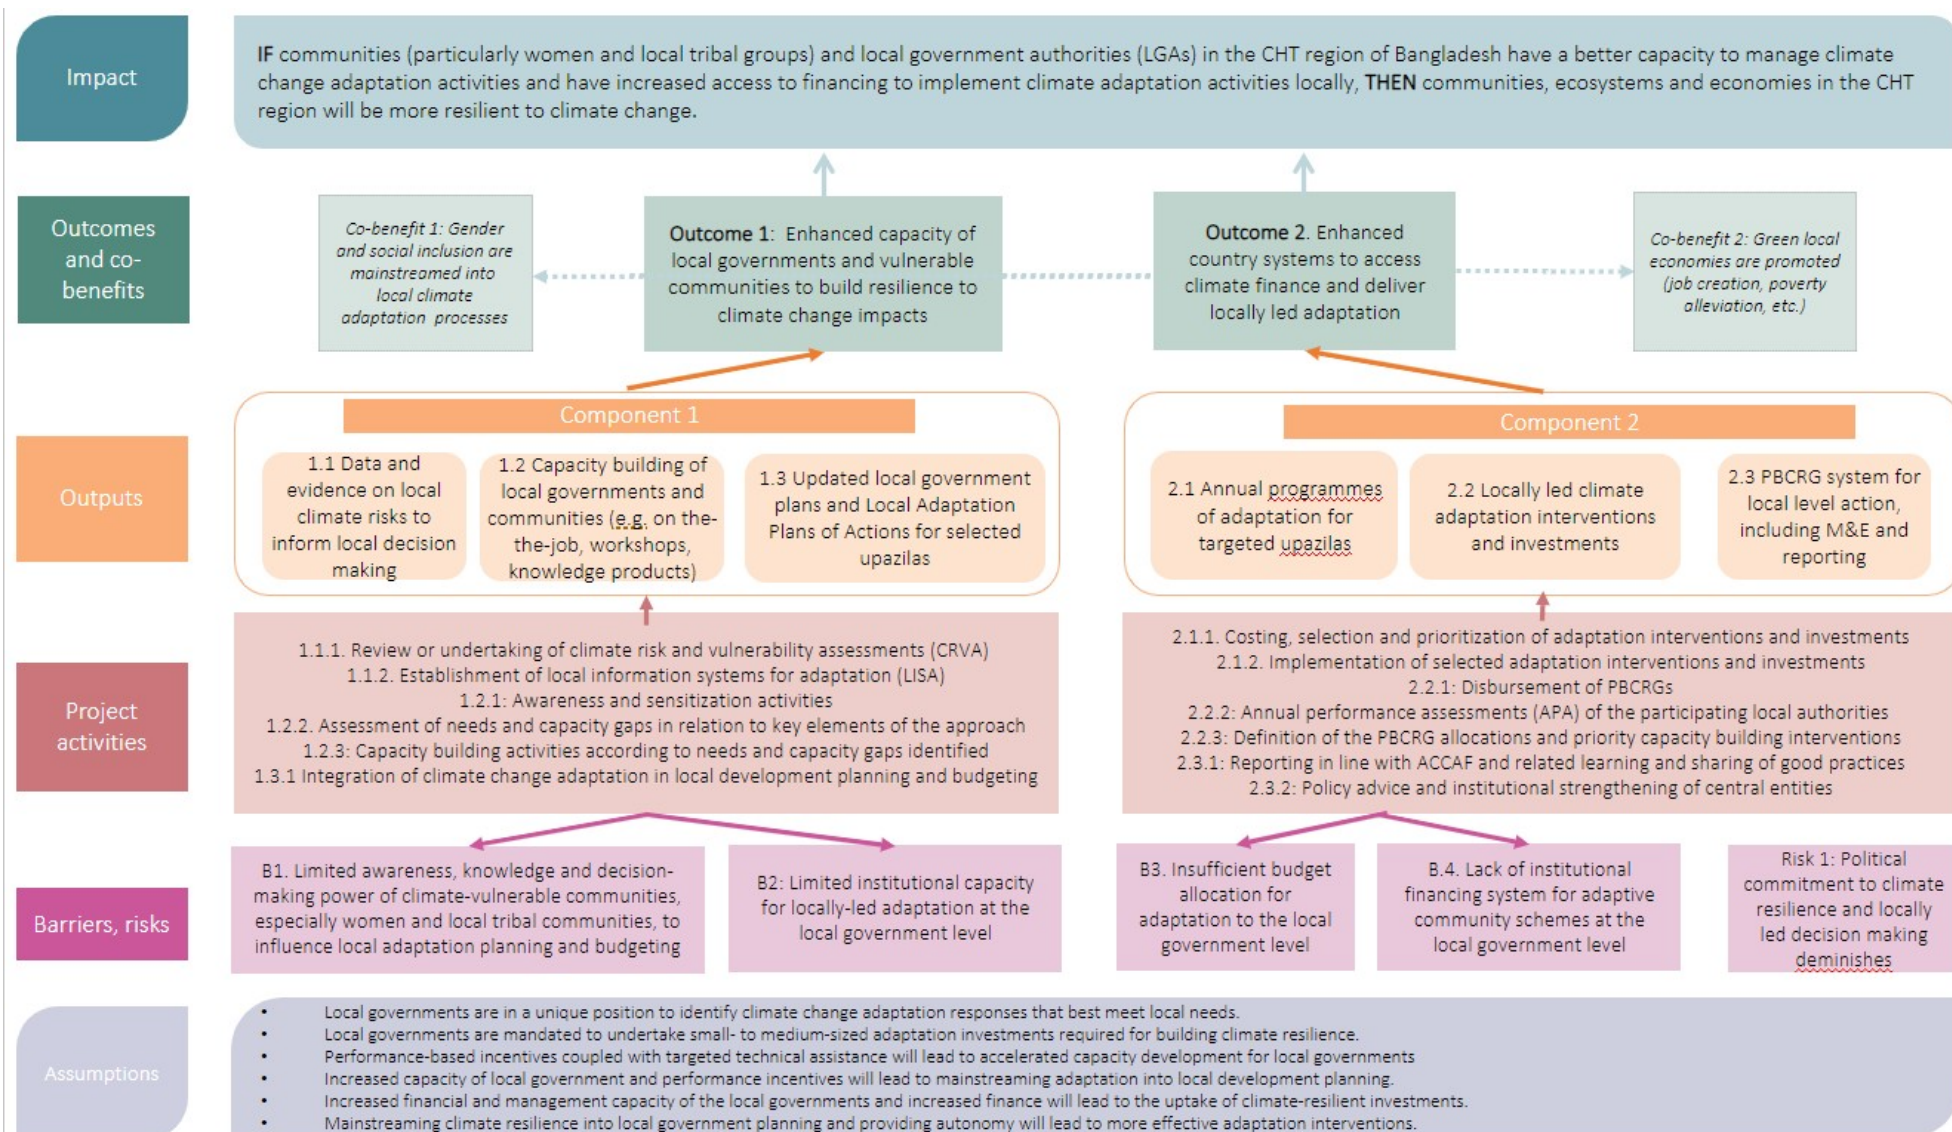 Impact
IF communities (particularly women and local tribal groups) and local government authorities (LGAs) in the CHT region of Bangladesh have a better capacity to manage climate
change adaptation activities and have increased access to financing to implement climate adaptation activities locally, THEN communities, ecosystems and economies in the CHT
region will be more resilient to climate change.
Outcomes
and co-
benefits
Co-benefit 1: Gender
and social inclusion are
mainstreamed into
local climate
adaptation processes
Outcome 1: Enhanced capacity of
local governments and vulnerable
communities to build resilience to
climate change impacts
Outcome 2. Enhanced
country systems to access
climate finance and deliver
locally led adaptation
Co-benefit 2: Green local
economies are promoted
(job creation, poverty
alleviation, etc.)
Outputs
Component 1
1.1 Data and
evidence on local
climate risks to
inform local decision
making
1.2 Capacity building of
local governments and
communities (e.g. on the-
the-job, workshops,
knowledge products)
1.3 Updated local government
plans and Local Adaptation
Plans of Actions for selected
upazilas
Component 2
2.1 Annual programmes
of adaptation for
targeted upazilas
2.2 Locally led climate
adaptation interventions
and investments
2.3 PBCRG system for
local level action,
including M&E and
reporting
Project
activities
1.1.1. Review or undertaking of climate risk and vulnerability assessments (CRVA)
1.1.2. Establishment of local information systems for adaptation (LISA)
1.2.1: Awareness and sensitization activities
1.2.2. Assessment of needs and capacity gaps in relation to key elements of the approach
1.2.3: Capacity building activities according to needs and capacity gaps identified
1.3.1 Integration of climate change adaptation in local development planning and budgeting
2.1.1. Costing, selection and prioritization of adaptation interventions and investments
2.1.2. Implementation of selected adaptation interventions and investments
2.2.1: Disbursement of PBCRGs
2.2.2: Annual performance assessments (APA) of the participating local authorities
2.2.3: Definition of the PBCRG allocations and priority capacity building interventions
2.3.1: Reporting in line with ACCAF and related learning and sharing of good practices
2.3.2: Policy advice and institutional strengthening of central entities
Barriers, risks
B1. Limited awareness, knowledge and decision-
making power of climate-vulnerable communities,
especially women and local tribal communities, to
influence local adaptation planning and budgeting
B2: Limited institutional capacity
for locally-led adaptation at the
local government level
B3. Insufficient budget
allocation for
adaptation to the local
government level
B.4. Lack of institutional
financing system for adaptive
community schemes at the
local government level
Risk 1: Political
commitment to climate
resilience and locally
led decision making
deminishes
Assumptions
• Local governments are in a unique position to identify climate change adaptation responses that best meet local needs.
• Local governments are mandated to undertake small- to medium-sized adaptation investments required for building climate resilience.
• Performance-based incentives coupled with targeted technical assistance will lead to accelerated capacity development for local governments
• Increased capacity of local government and performance incentives will lead to mainstreaming adaptation into local development planning.
• Increased financial and management capacity of the local governments and increased finance will lead to the uptake of climate-resilient investments.
• Mainstreaming climate resilience into local government planning and providing autonomy will lead to more effective adaptation interventions.